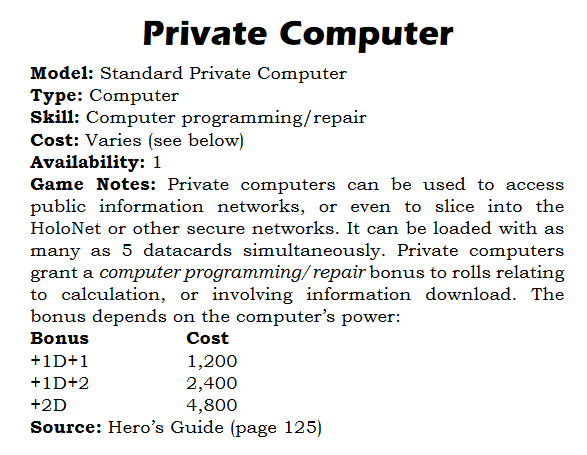 Private Computer
Model: Standard Private Computer
Type: Computer
Skill: Computer programming/repair
Cost: Varies (see below)
Availability: 1
Game Notes: Private computers can be used to access
public information networks, or even to slice into the
HoloNet or other secure networks. It can be loaded with as
many as 5 datacards simultaneously. Private computers
grant a computer programming/repair bonus to rolls relating
to calculation, or involving information download. The
bonus depends on the computer’s power:
Bonus Cost
+1D+1 1,200
+1D+2 2,400
+2D 4,800
Source: Hero’s Guide (page 125)